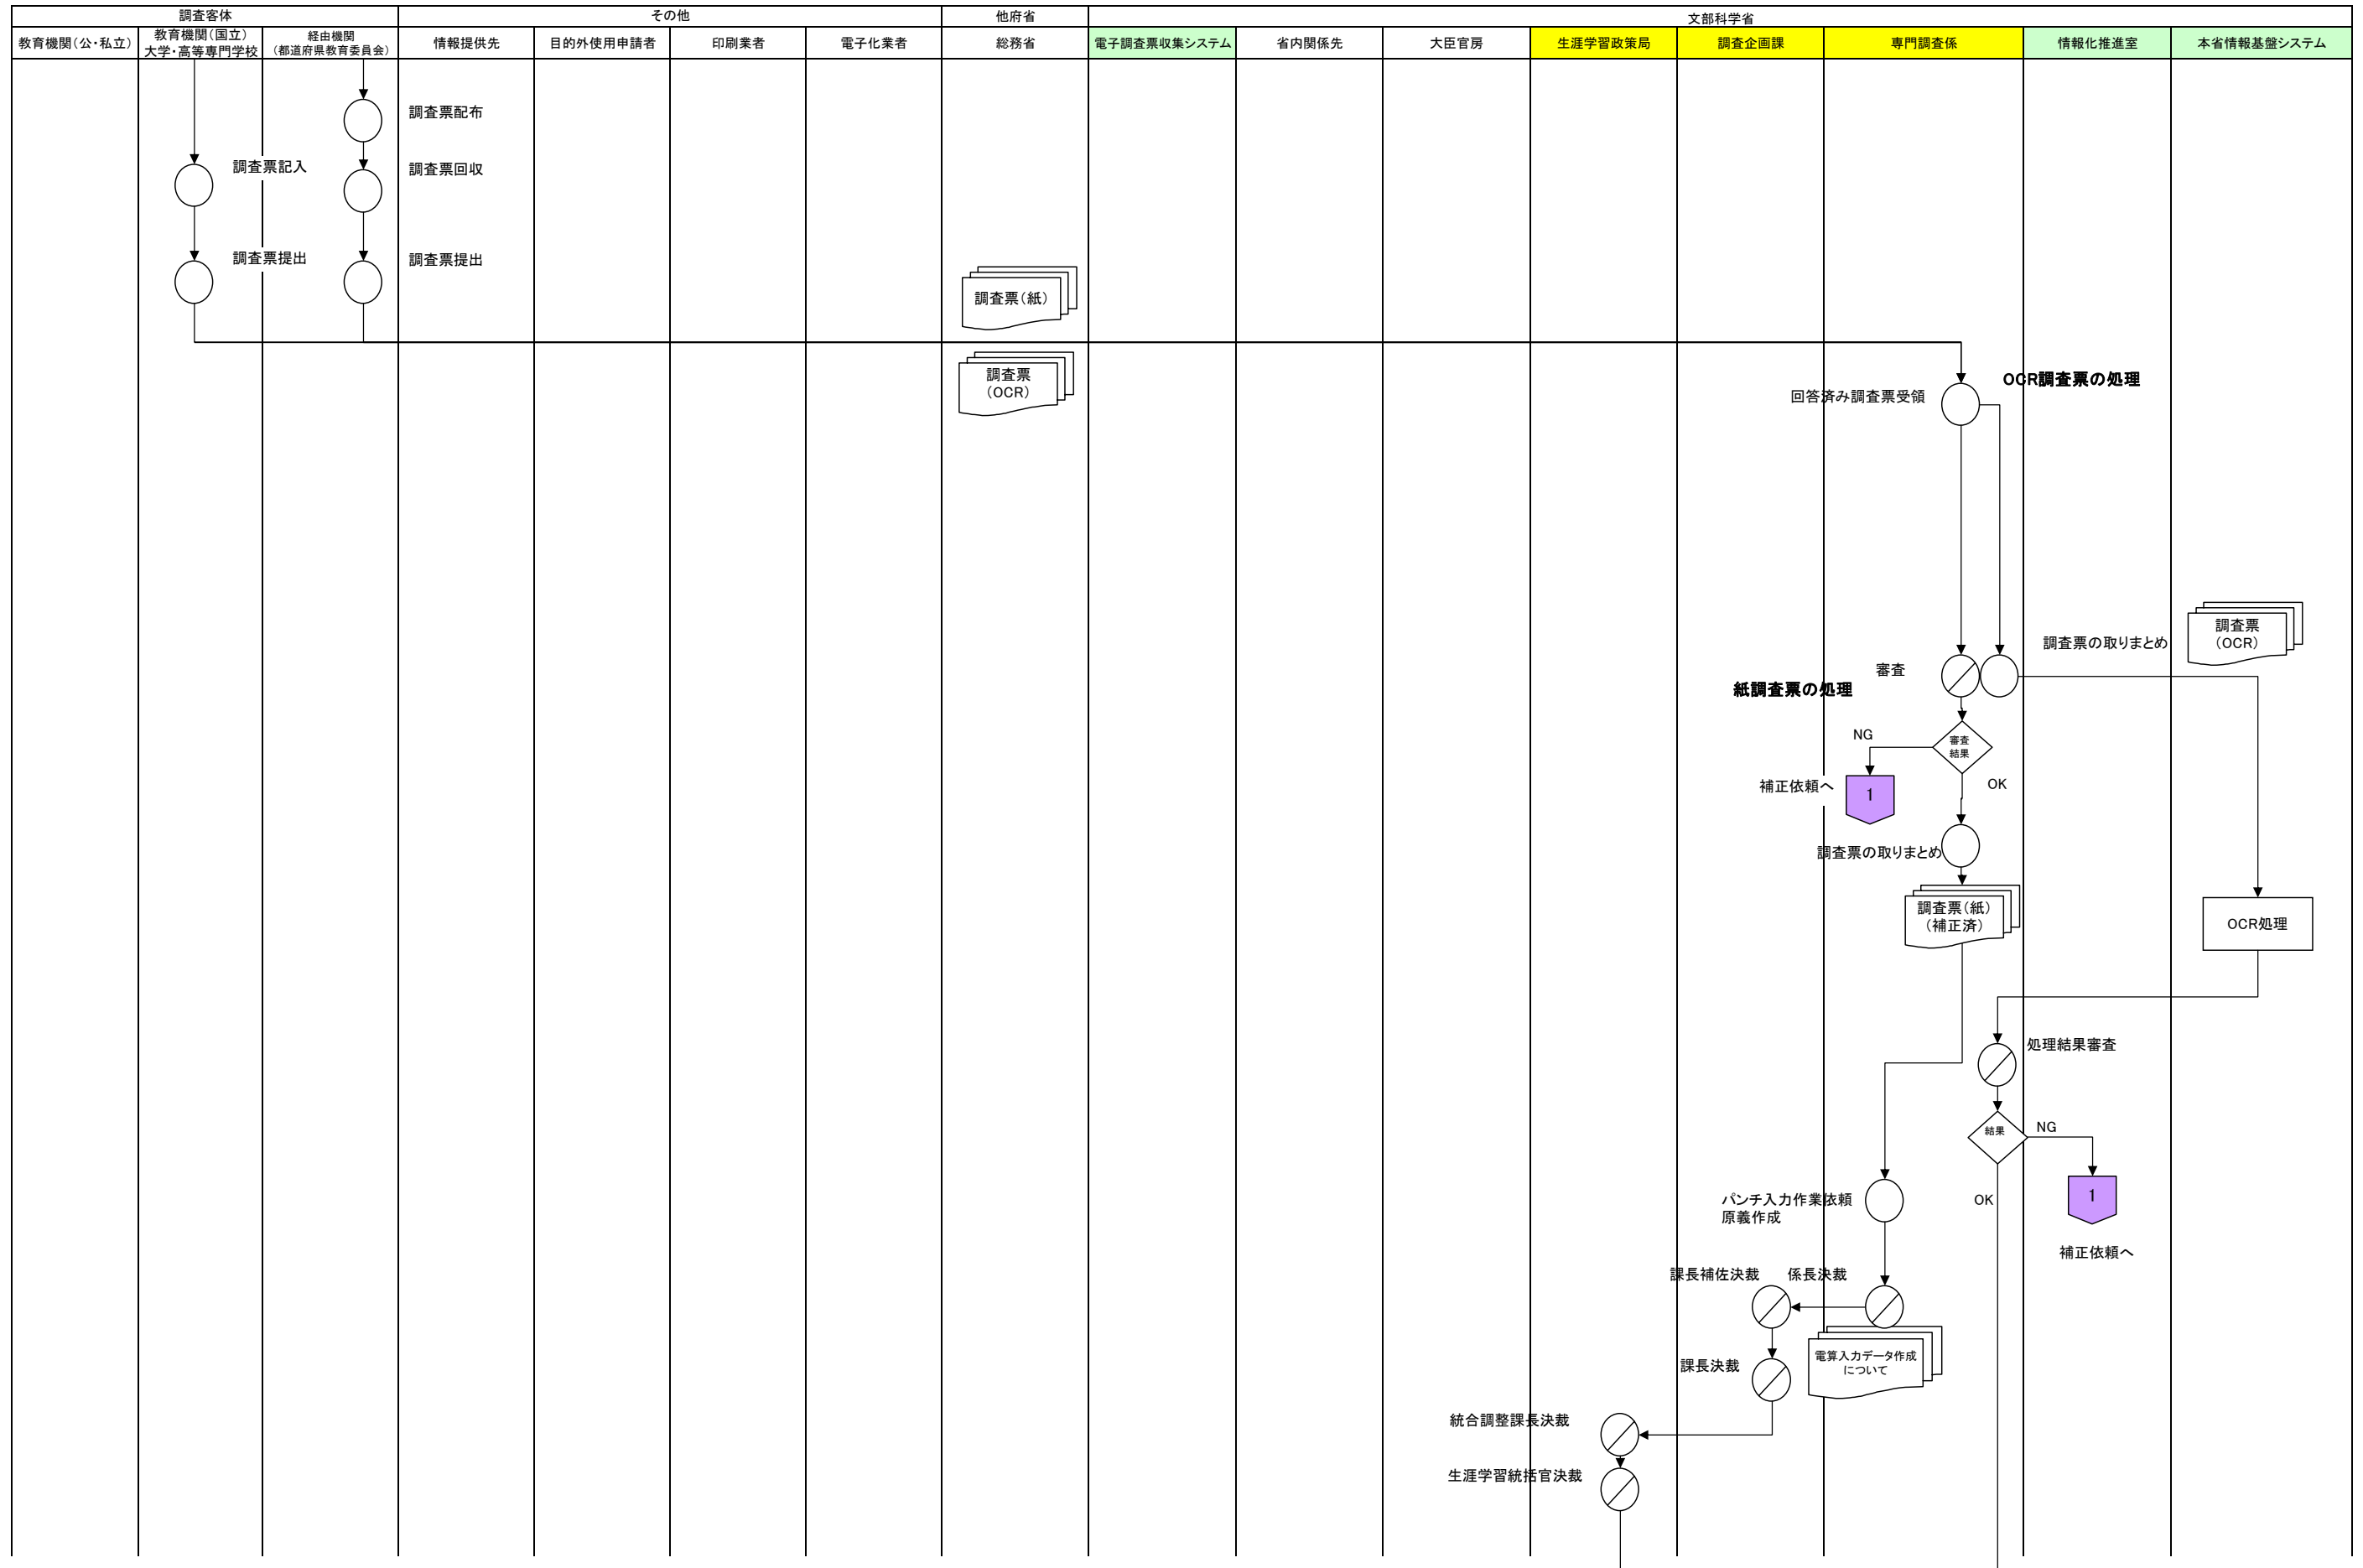 調査客体
その他
他府省
文部科学省
教育機関（公・私立）
教育機関（国立）
大学・高等専門学校
経由機関
（都道府県教育委員会）
情報提供先
目的外使用申請者
印刷業者
電子化業者
総務省
電子調査票収集システム
省内関係先
大臣官房
生涯学習政策局
調査企画課
専門調査係
情報化推進室
本省情報基盤システム
調査票配布
調査票記入
調査票回収
調査票提出
調査票提出
調査票（紙）
調査票
（OCR）
OCR調査票の処理
回答済み調査票受領
調査票
（OCR）
調査票の取りまとめ
審査
紙調査票の処理
NG
審査
結果
補正依頼へ
1
OK
調査票の取りまとめ
調査票（紙）
（補正済）
OCR処理
処理結果審査
結果
NG
OK
1
補正依頼へ
パンチ入力作業依頼
原義作成
課長補佐決裁
係長決裁
電算入力データ作成
について
課長決裁
統合調整課長決裁
生涯学習統括官決裁